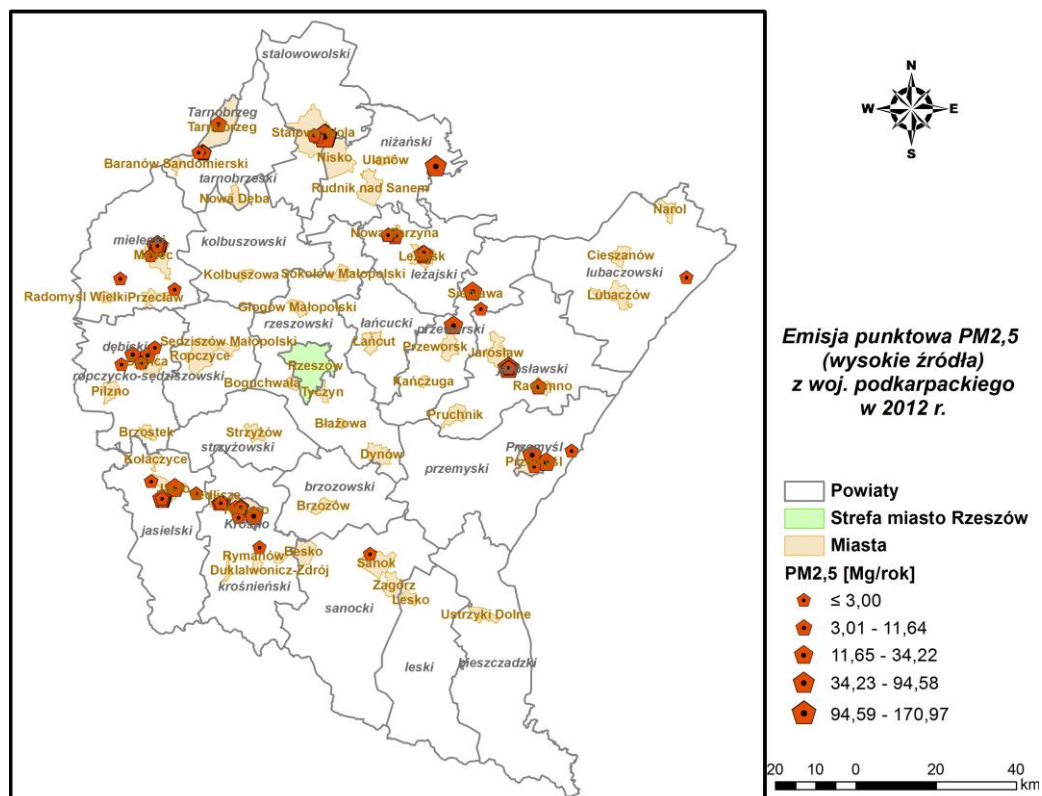 stalowowolski
N
W E
S
Tarnobrzeg
Tarnobrzeg
Stalowa Wola
niżański
Baranów Sandomierski
Nisko
Ulanów
tarnobrzeski
Rudnik nad Sanem
Nowa Dęba
Narol
mielecki
kolbuszowski
Nowa Sarzyna
Mielec
Leżajsk
Cieszanów
leżajski
lubaczowski
Kolbuszowa
Sokołów Małopolski
Radomyśl Wielki
Przecław
Sieniawa
Lubaczów
Głogów Małopolski
rzeszowski
łańcucki
przeworski
dębicki
Sędziszów Małopolski
Łańcut
Przeworsk
Jarosław
Ropczyce
Dębica
Rzeszów
jarosławski
ropczycko-sędziszowski
Boguchwała
Kańczuga
Pilzno
Tyczyn
Radymno
Pruchnik
Błażowa
Brzostek
Strzyżów
strzyżowski
Przemyśl
Dynów
Przemyśl
Kołaczyce
przemyski
brzozowski
Jasło
Jedlicze
Brzozów
Krosno
Krosno
jasielski
Rymanów
Besko
Dukla
Iwonicz-Zdrój
Sanok
krośnieński
Zagórz
Lesko
sanocki
Ustrzyki Dolne
leski
bieszczadzki
Emisja punktowa PM2,5
(wysokie źródła)
z woj. podkarpackiego
w 2012 r.
Powiaty
Strefa miasto Rzeszów
Miasta
PM2,5 [Mg/rok]
≤ 3,00
3,01 - 11,64
11,65 - 34,22
34,23 - 94,58
94,59 - 170,97
20 10 0 20 40
km